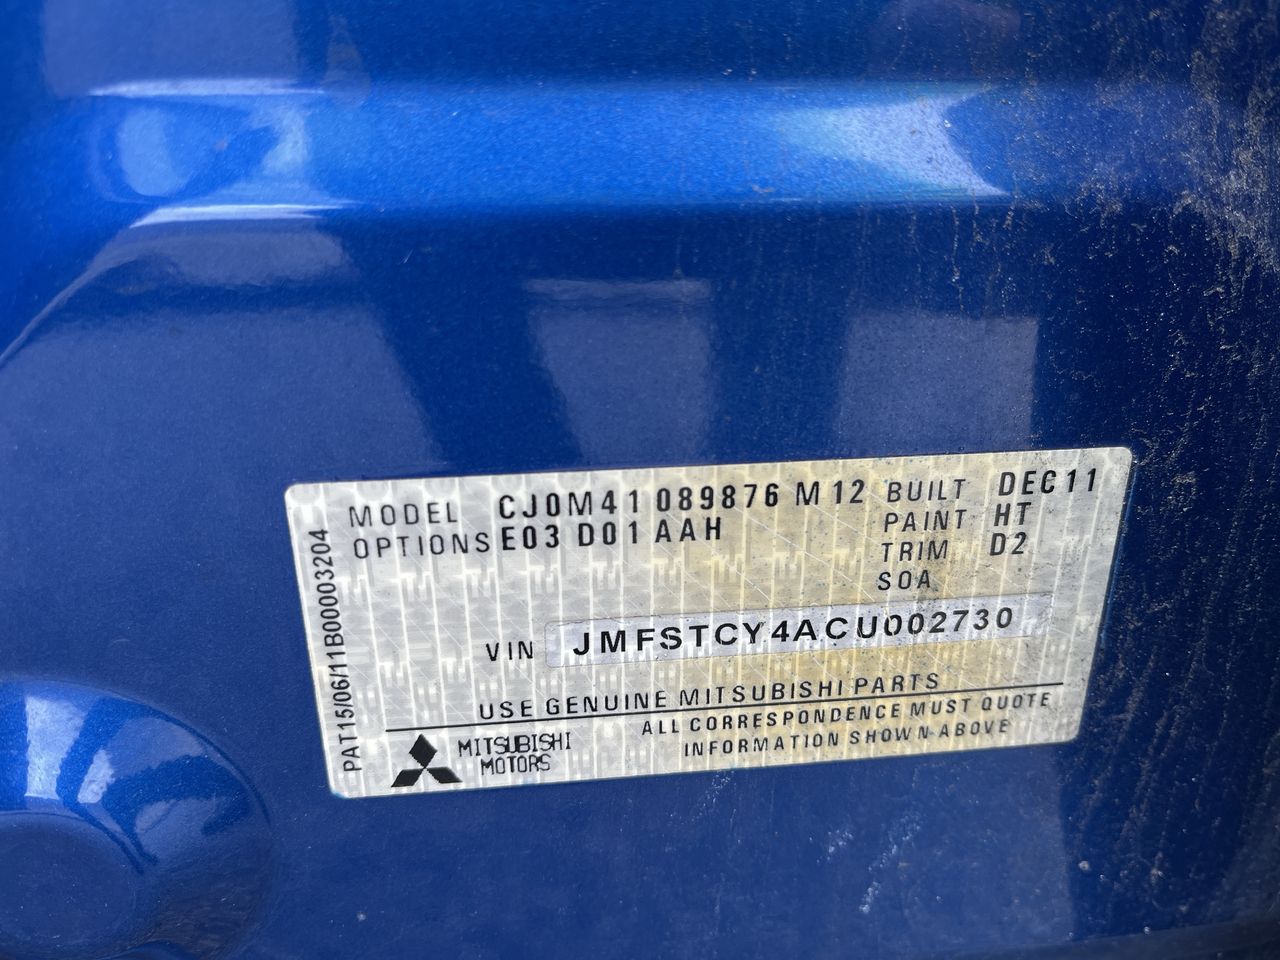 MODEL CJ0M41 089876 M12 BUILT DEC11
OPTIONS E03 D01 AAH PAINT HT
TRIM D2
SOA
VIN JMFSTCY4ACU002730
USE GENUINE MITSUBISHI PARTS
MITSUBISHI MOTORS
ALL CORRESPONDENCE MUST QUOTE
INFORMATION SHOWN ABOVE
PAT15/06/11B00003204